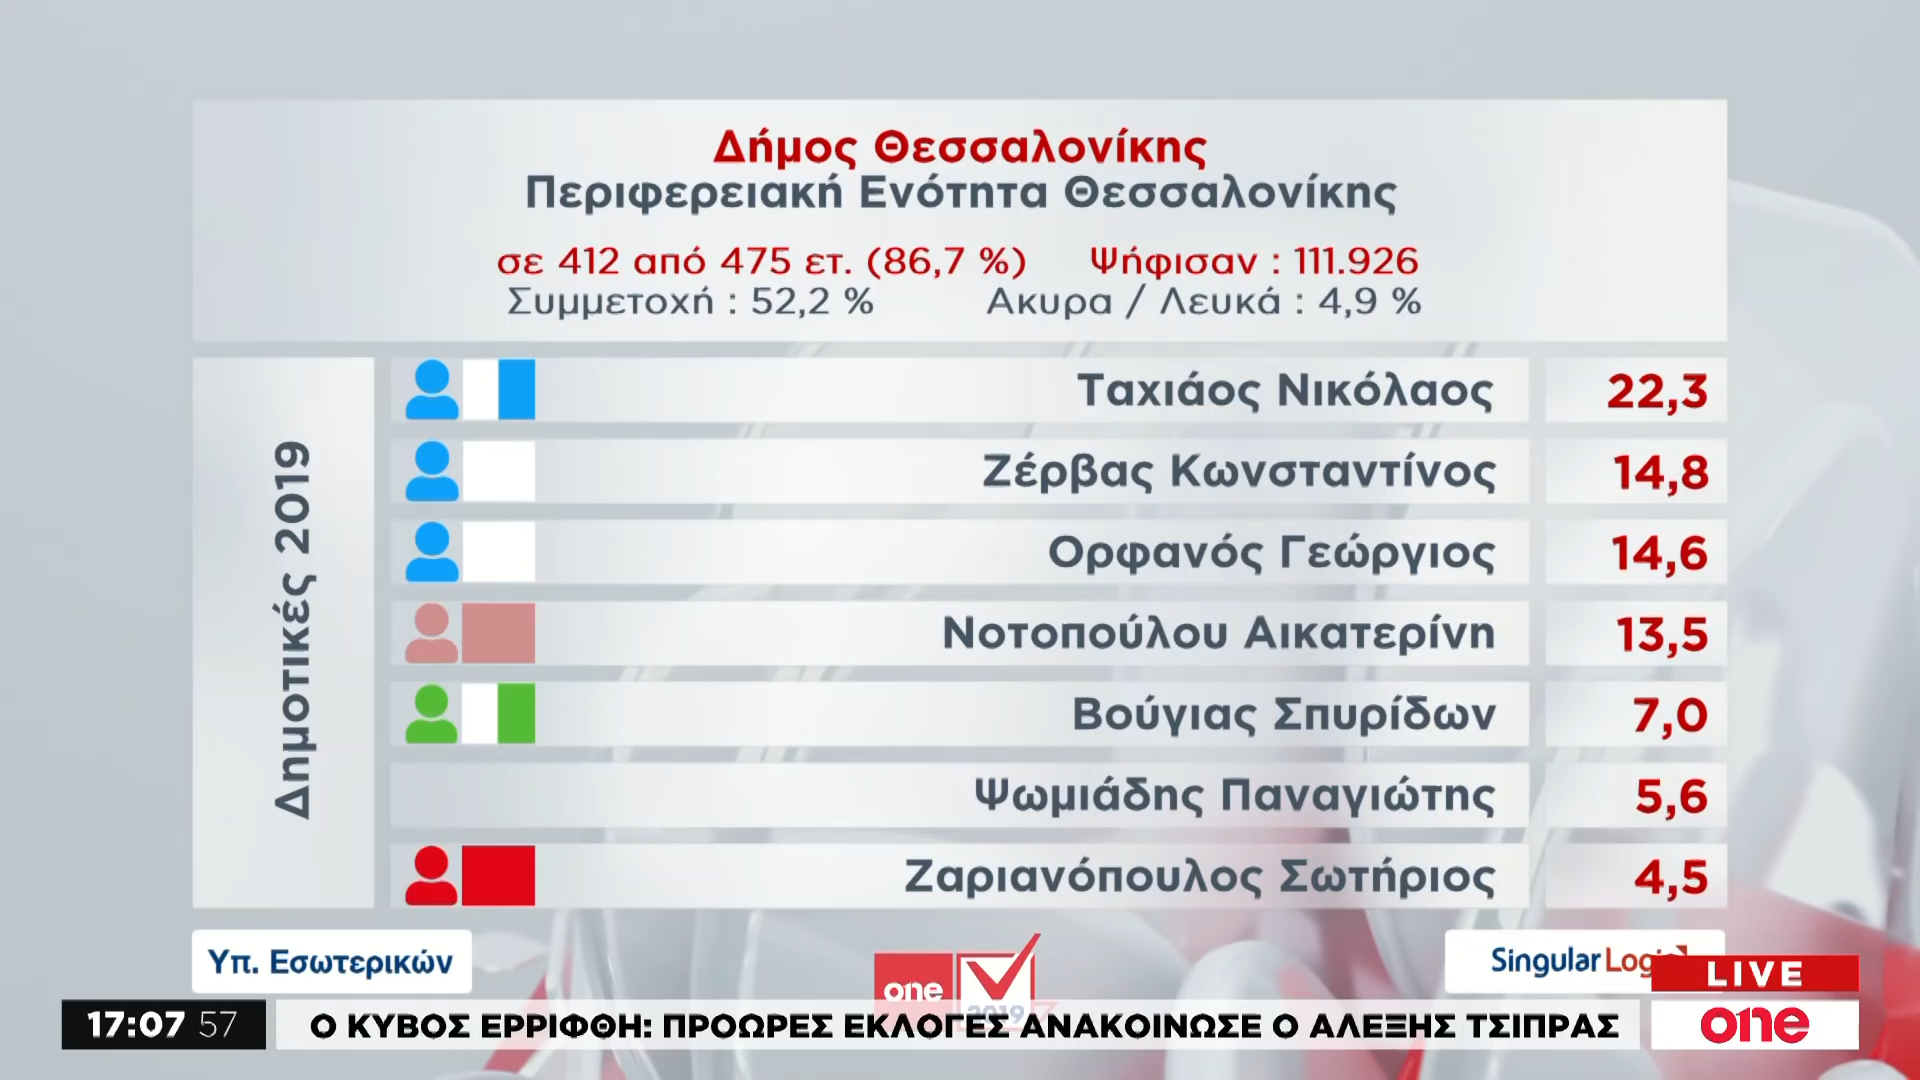 Δήμος Θεσσαλονίκης
Περιφερειακή Ενότητα Θεσσαλονίκης
σε 412 από 475 ετ. (86,7 %) Ψήφισαν : 111.926
Συμμετοχή : 52,2 % Ακυρα / Λευκά : 4,9 %
Δημοτικές 2019
Ταχιάος Νικόλαος 22,3
Ζέρβας Κωνσταντίνος 14,8
Ορφανός Γεώργιος 14,6
Νοτοπούλου Αικατερίνη 13,5
Βούγιας Σπυρίδων 7,0
Ψωμιάδης Παναγιώτης 5,6
Ζαριανόπουλος Σωτήριος 4,5
Υπ. Εσωτερικών
one
2019
SingularLogi
LIVE
17:07 57
Ο ΚΥΒΟΣ ΕΡΡΙΦΘΗ: ΠΡΟΩΡΕΣ ΕΚΛΟΓΕΣ ΑΝΑΚΟΙΝΩΣΕ Ο ΑΛΕΞΗΣ ΤΣΙΠΡΑΣ
one